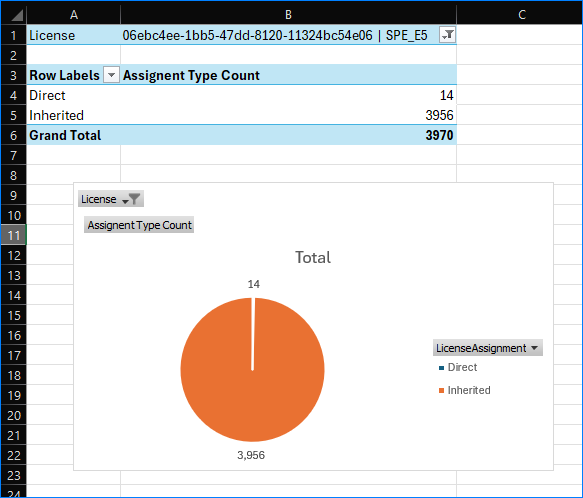 A B C
1 License 06ebc4ee-1bb5-47dd-8120-11324bc54e06 | SPE_E5
2
3 Row Labels Assignent Type Count
4 Direct 14
5 Inherited 3956
6 Grand Total 3970
7
8
9 License
10 Assignent Type Count
11
12 Total
13
14 14
15
16
17 LicenseAssignment
18 Direct
19 Inherited
20
21
22 3,956
23
24